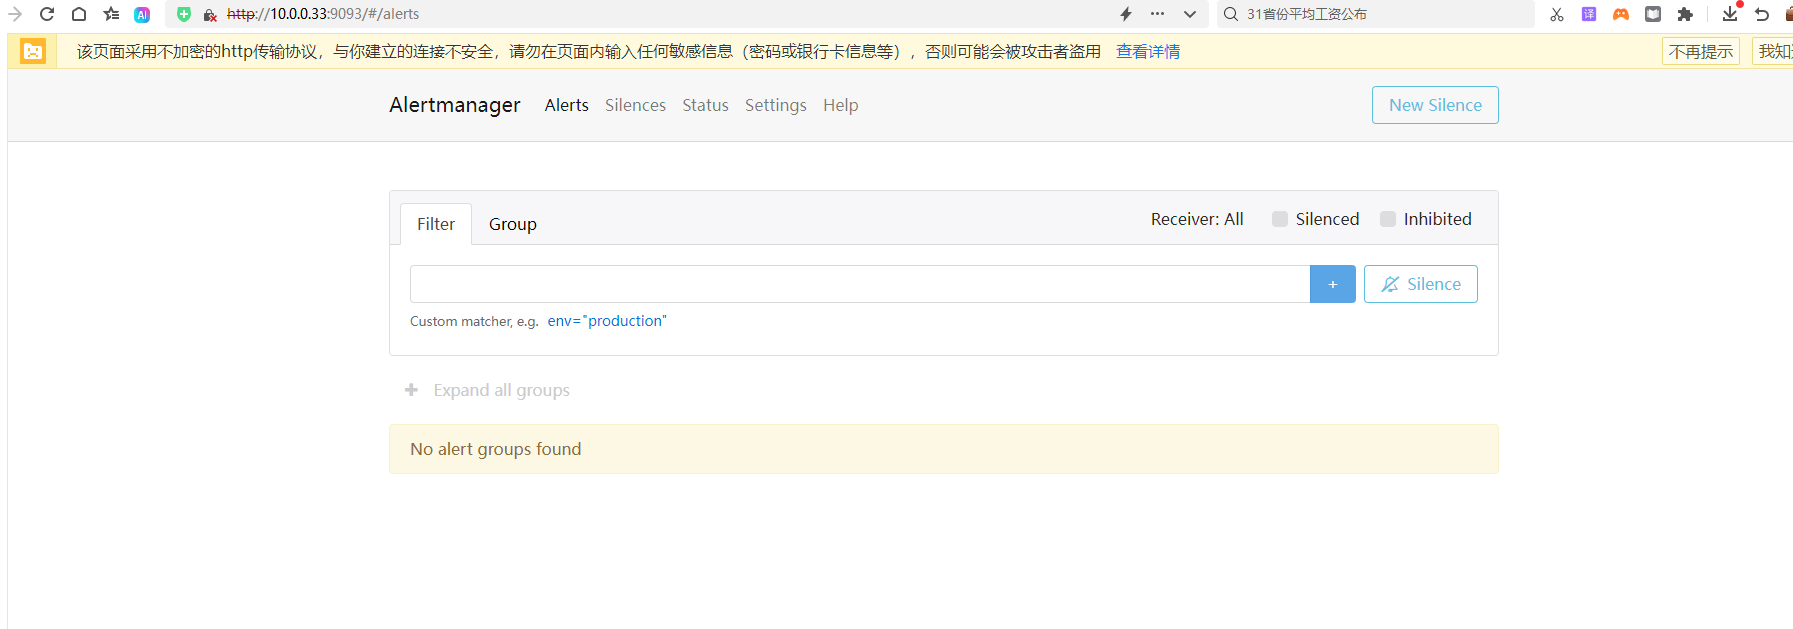 http://10.0.0.33:9093/#/alerts
31省份平均工资公布
该页面采用不加密的http传输协议，与你建立的连接不安全，请勿在页面内输入任何敏感信息（密码或银行卡信息等），否则可能会被攻击者盗用 查看详情
不再提示
Alertmanager Alerts Silences Status Settings Help
New Silence
Filter Group
Receiver: All Silenced Inhibited
+ Silence
Custom matcher, e.g. env="production"
+ Expand all groups
No alert groups found